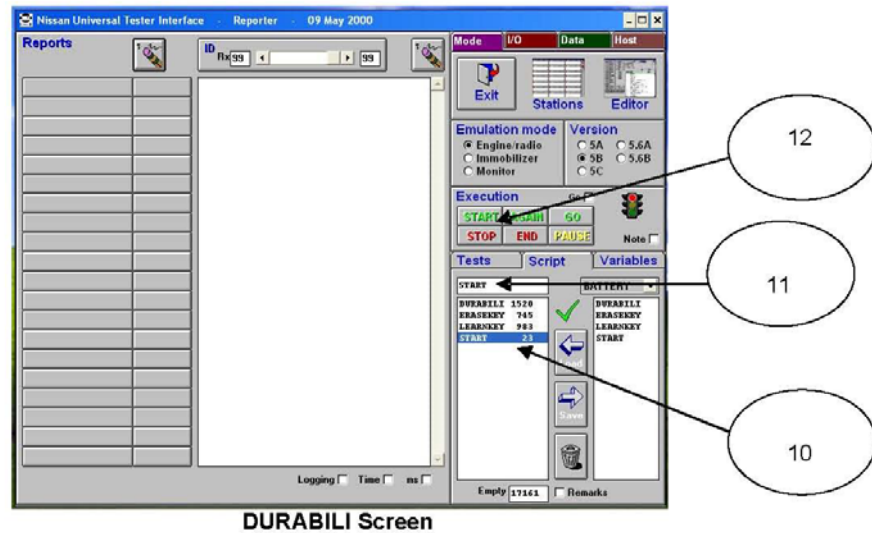 Nissan Universal Tester Interface - Reporter - 09 May 2000
Reports
ID
Rx 99 99
Mode I/O Data Host
Exit Stations Editor
Emulation mode
Engine/radio
Immobilizer
Monitor
Version
5A 5.6A
5B 5.6B
5C
Execution Go
START AGAIN GO
STOP END PAUSE Note
Tests Script Variables
START BATTERY
DURABILI 1520
ERASEKEY 745
LEARNKEY 983
START 23
Load
Save
DURABILI
ERASEKEY
LEARNKEY
START
Logging Time ms
Empty 17161 Remarks
12
11
10
DURABILI Screen